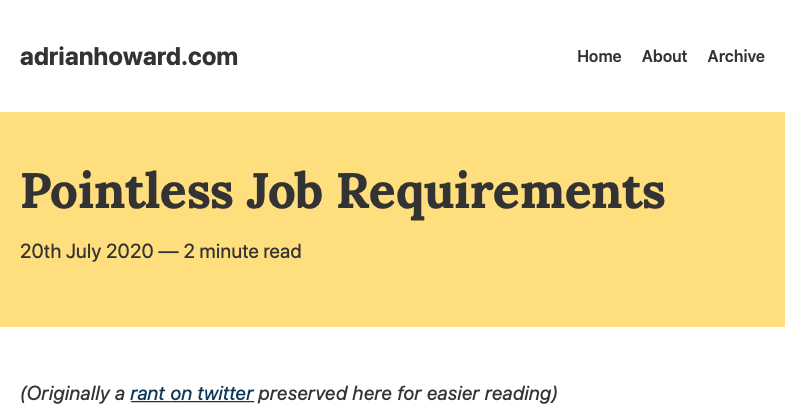 adrianhoward.com
Home About Archive
Pointless Job Requirements
20th July 2020 — 2 minute read
(Originally a rant on twitter preserved here for easier reading)